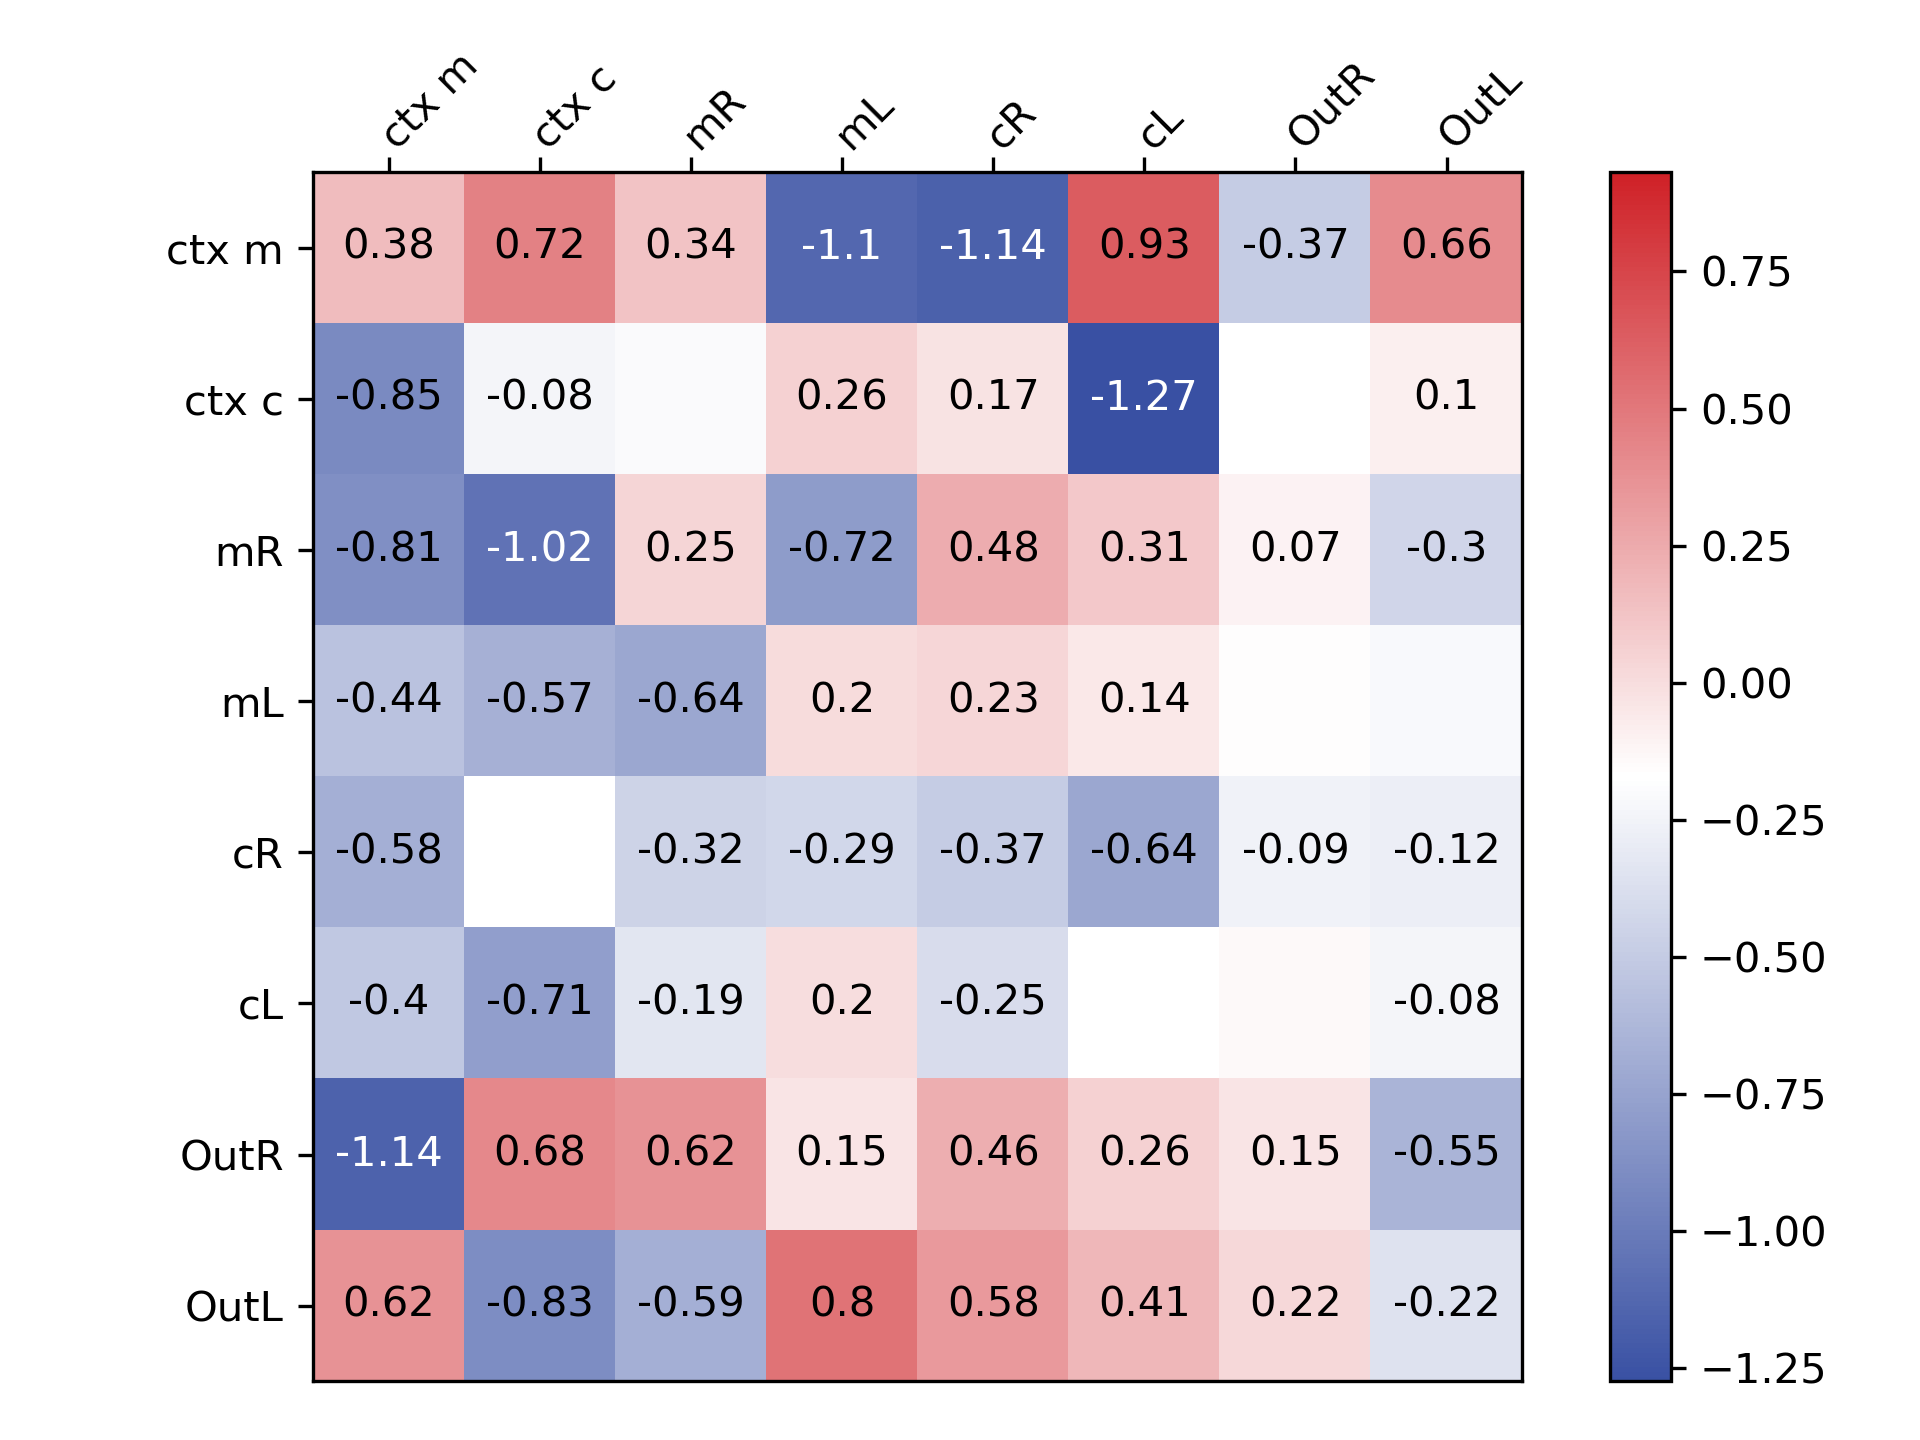 ctx m ctx c mR mL cR cL OutR OutL
ctx m 0.38 0.72 0.34 -1.1 -1.14 0.93 -0.37 0.66
ctx c -0.85 -0.08 0.26 0.17 -1.27 0.1
mR -0.81 -1.02 0.25 -0.72 0.48 0.31 0.07 -0.3
mL -0.44 -0.57 -0.64 0.2 0.23 0.14
cR -0.58 -0.32 -0.29 -0.37 -0.64 -0.09 -0.12
cL -0.4 -0.71 -0.19 0.2 -0.25 -0.08
OutR -1.14 0.68 0.62 0.15 0.46 0.26 0.15 -0.55
OutL 0.62 -0.83 -0.59 0.8 0.58 0.41 0.22 -0.22
0.75
0.50
0.25
0.00
−0.25
−0.50
−0.75
−1.00
−1.25